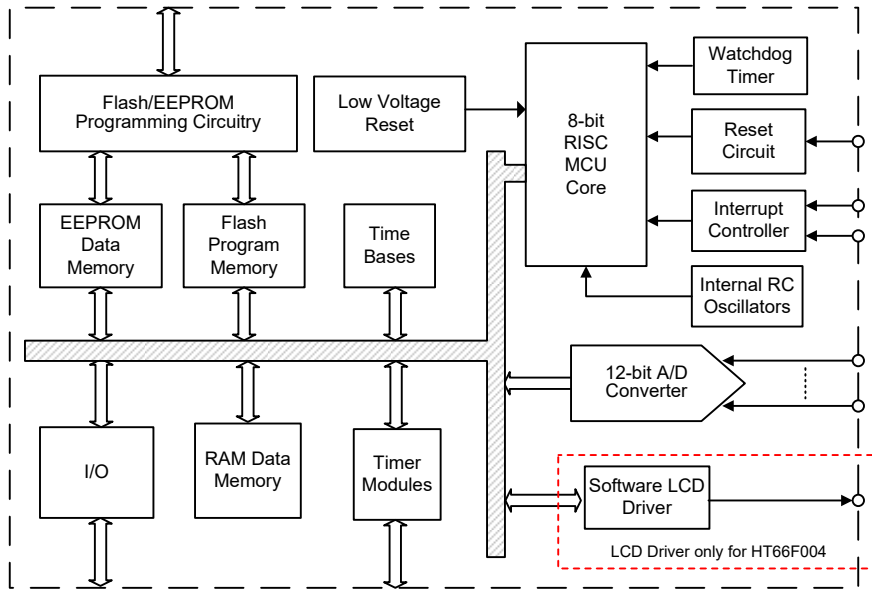 Flash/EEPROM
Programming Circuitry
Low Voltage
Reset
8-bit
RISC
MCU
Core
Watchdog
Timer
Reset
Circuit
Interrupt
Controller
Internal RC
Oscillators
EEPROM
Data
Memory
Flash
Program
Memory
Time
Bases
12-bit A/D
Converter
I/O
RAM Data
Memory
Timer
Modules
Software LCD
Driver
LCD Driver only for HT66F004